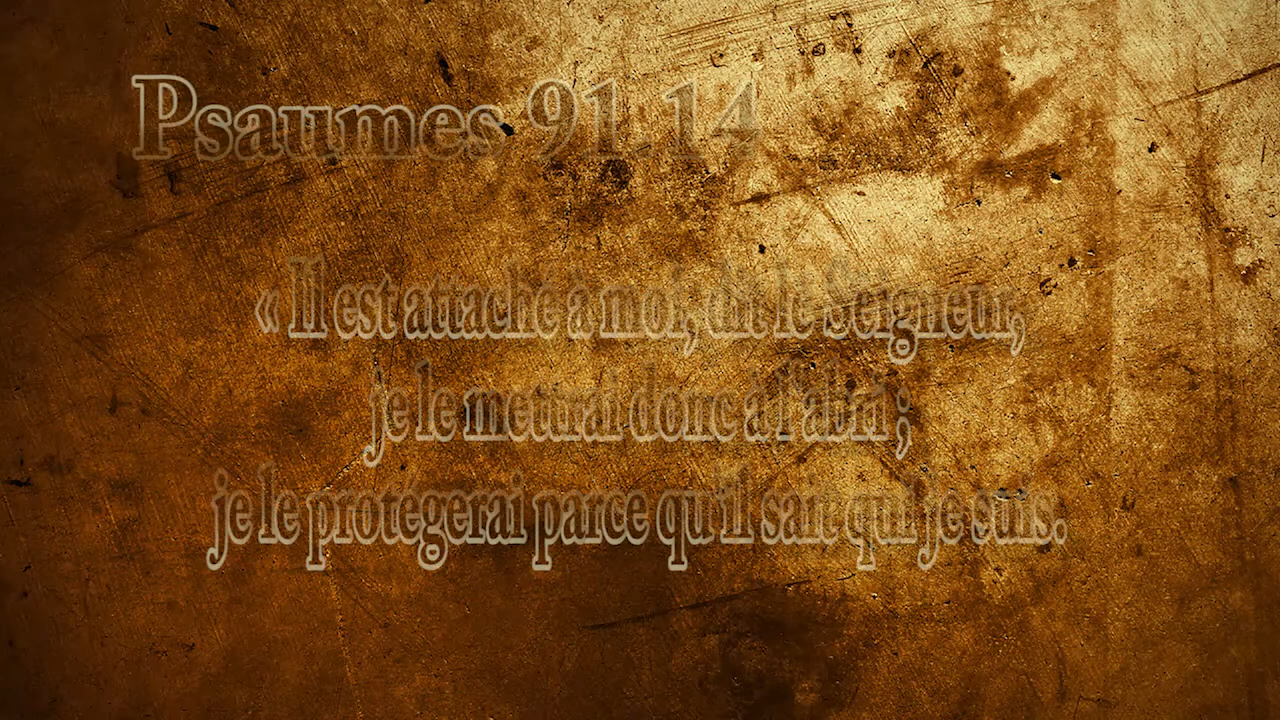 Psaumes 91.14
« Il est attaché à moi, dit le Seigneur,
je le mettrai donc à l'abri ;
je le protégerai parce qu'il sait qui je suis.